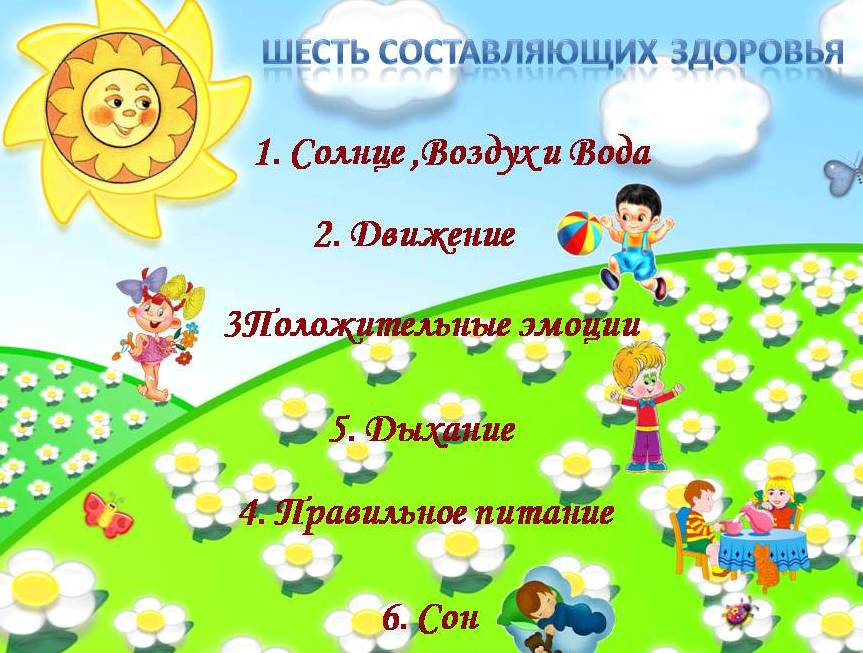 ШЕСТЬ СОСТАВЛЯЮЩИХ ЗДОРОВЬЯ
1. Солнце ,Воздух и Вода
2. Движение
3Положительные эмоции
5. Дыхание
4. Правильное питание
6. Сон